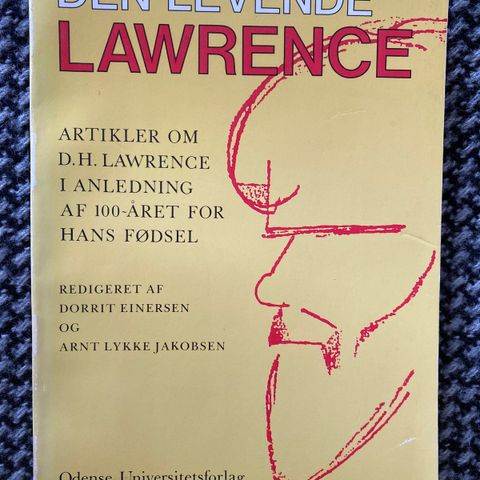 DEN LEVENDE
LAWRENCE
ARTIKLER OM
D.H. LAWRENCE
I ANLEDNING
AF 100-ÅRET FOR
HANS FØDSEL
REDIGERET AF
DORRIT EINERSEN
OG
ARNT LYKKE JAKOBSEN
Odense Universitetsforlag